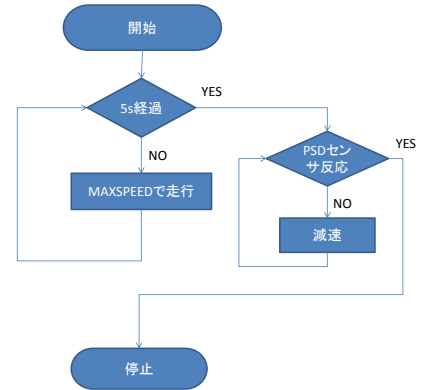 開始
5s経過
YES
NO
MAXSPEEDで走行
PSDセン
サ反応
YES
NO
減速
停止